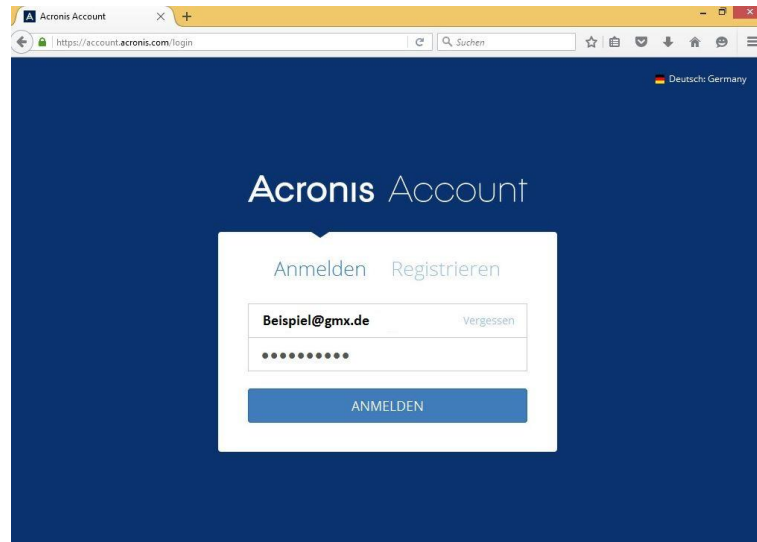 Acronis Account
https://account.acronis.com/login
Suchen
Deutsch: Germany
Acronis Account
Anmelden Registrieren
Beispiel@gmx.de Vergessen
ANMELDEN